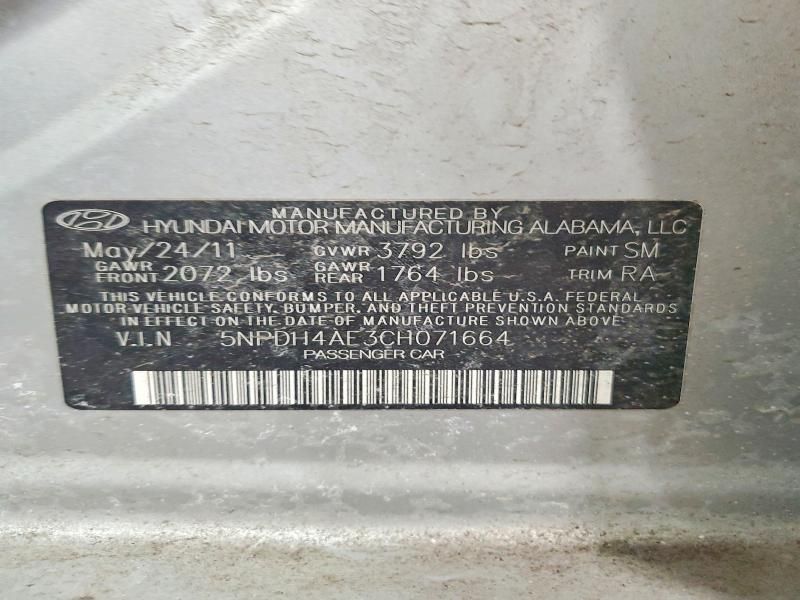 MANUFACTURED BY
HYUNDAI MOTOR MANUFACTURING ALABAMA, LLC
May/24/11 GVWR 3792 lbs PAINT SM
GAWR FRONT 2072 lbs GAWR REAR 1764 lbs TRIM RA
THIS VEHICLE CONFORMS TO ALL APPLICABLE U.S.A. FEDERAL
MOTOR VEHICLE SAFETY, BUMPER, AND THEFT PREVENTION STANDARDS
IN EFFECT ON THE DATE OF MANUFACTURE SHOWN ABOVE
V.I.N 5NPDH4AE3CH071664
PASSENGER CAR